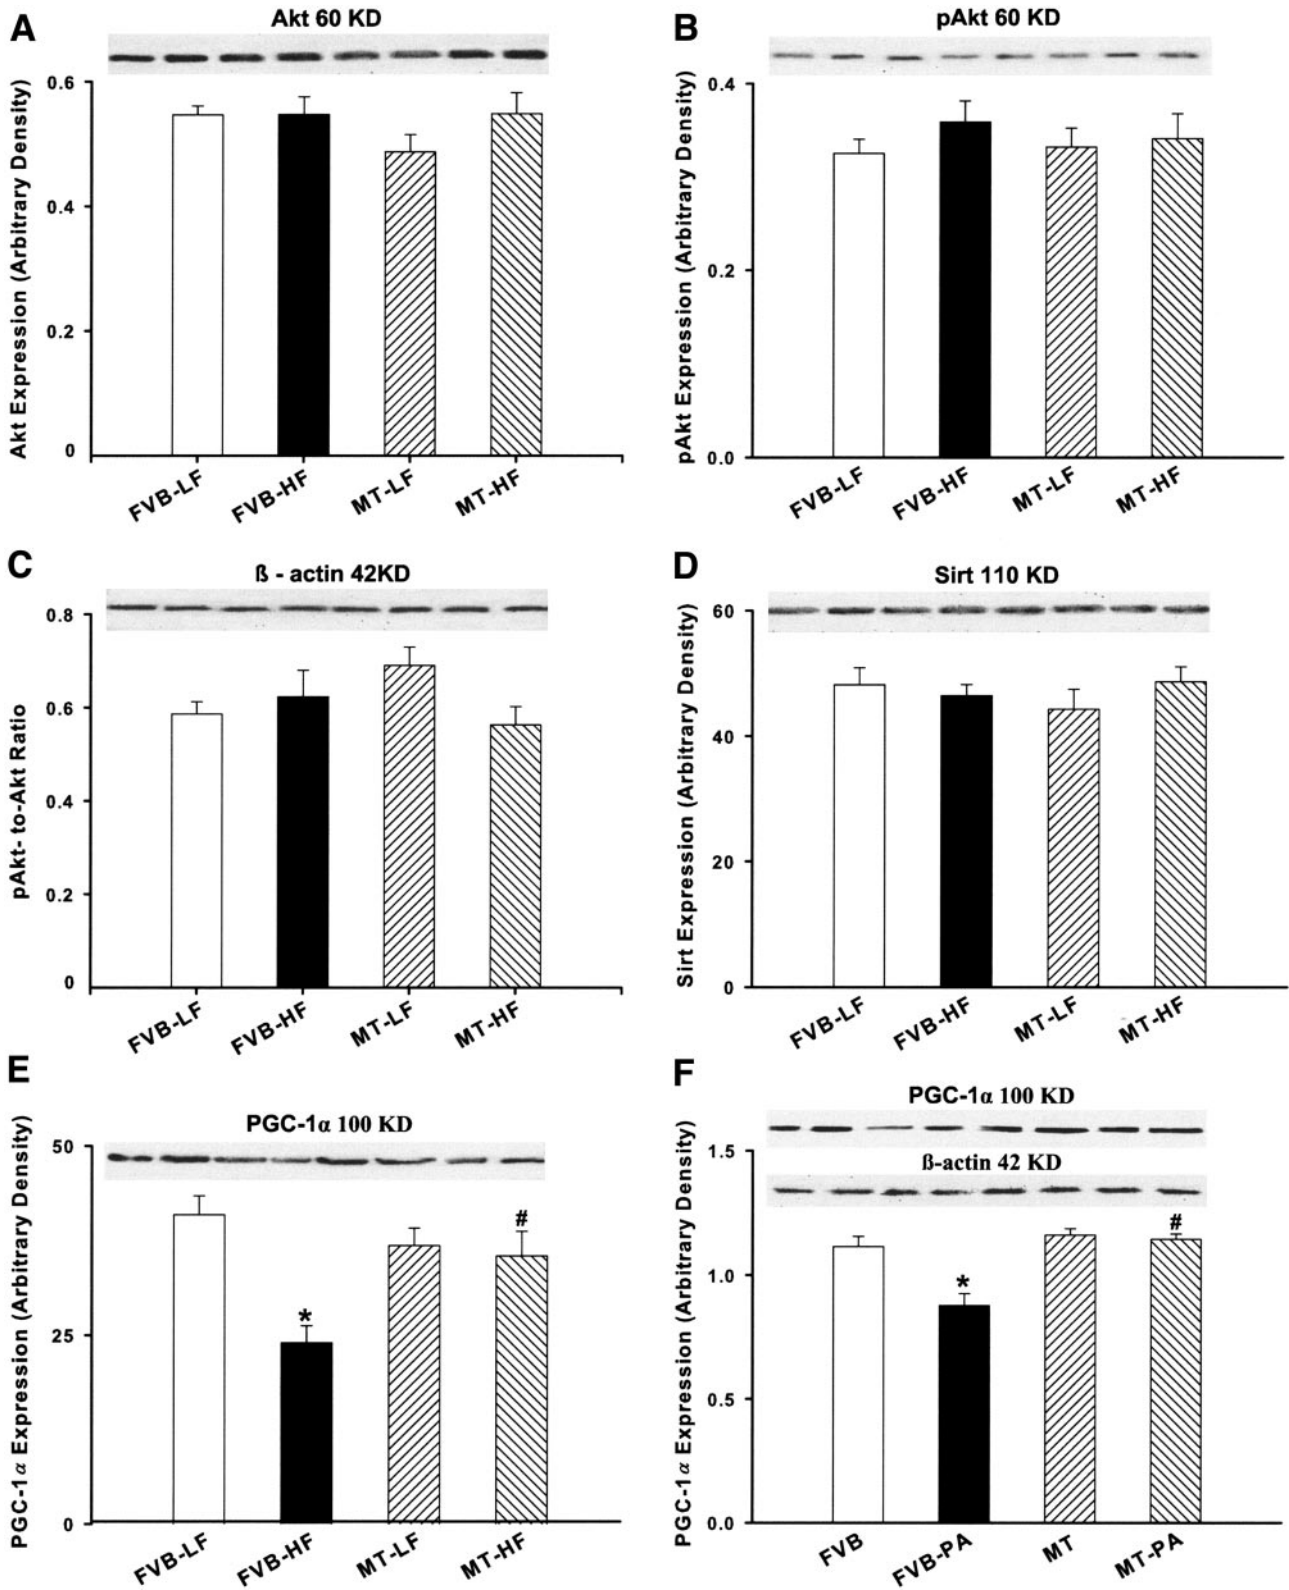 A
Akt 60 KD
Akt Expression (Arbitrary Density)
0.6
0.4
0.2
0
FVB-LF
FVB-HF
MT-LF
MT-HF
B
pAkt 60 KD
pAkt Expression (Arbitrary Density)
0.4
0.2
0.0
FVB-LF
FVB-HF
MT-LF
MT-HF
C
ß - actin 42KD
pAkt- to-Akt Ratio
0.8
0.6
0.4
0.2
0
FVB-LF
FVB-HF
MT-LF
MT-HF
D
Sirt 110 KD
Sirt Expression (Arbitrary Density)
60
40
20
0
FVB-LF
FVB-HF
MT-LF
MT-HF
E
PGC-1α 100 KD
PGC-1α Expression (Arbitrary Density)
50
25
0
*
#
FVB-LF
FVB-HF
MT-LF
MT-HF
F
PGC-1α 100 KD
ß-actin 42 KD
PGC-1α Expression (Arbitrary Density)
1.5
1.0
0.5
0.0
*
#
FVB
FVB-PA
MT
MT-PA